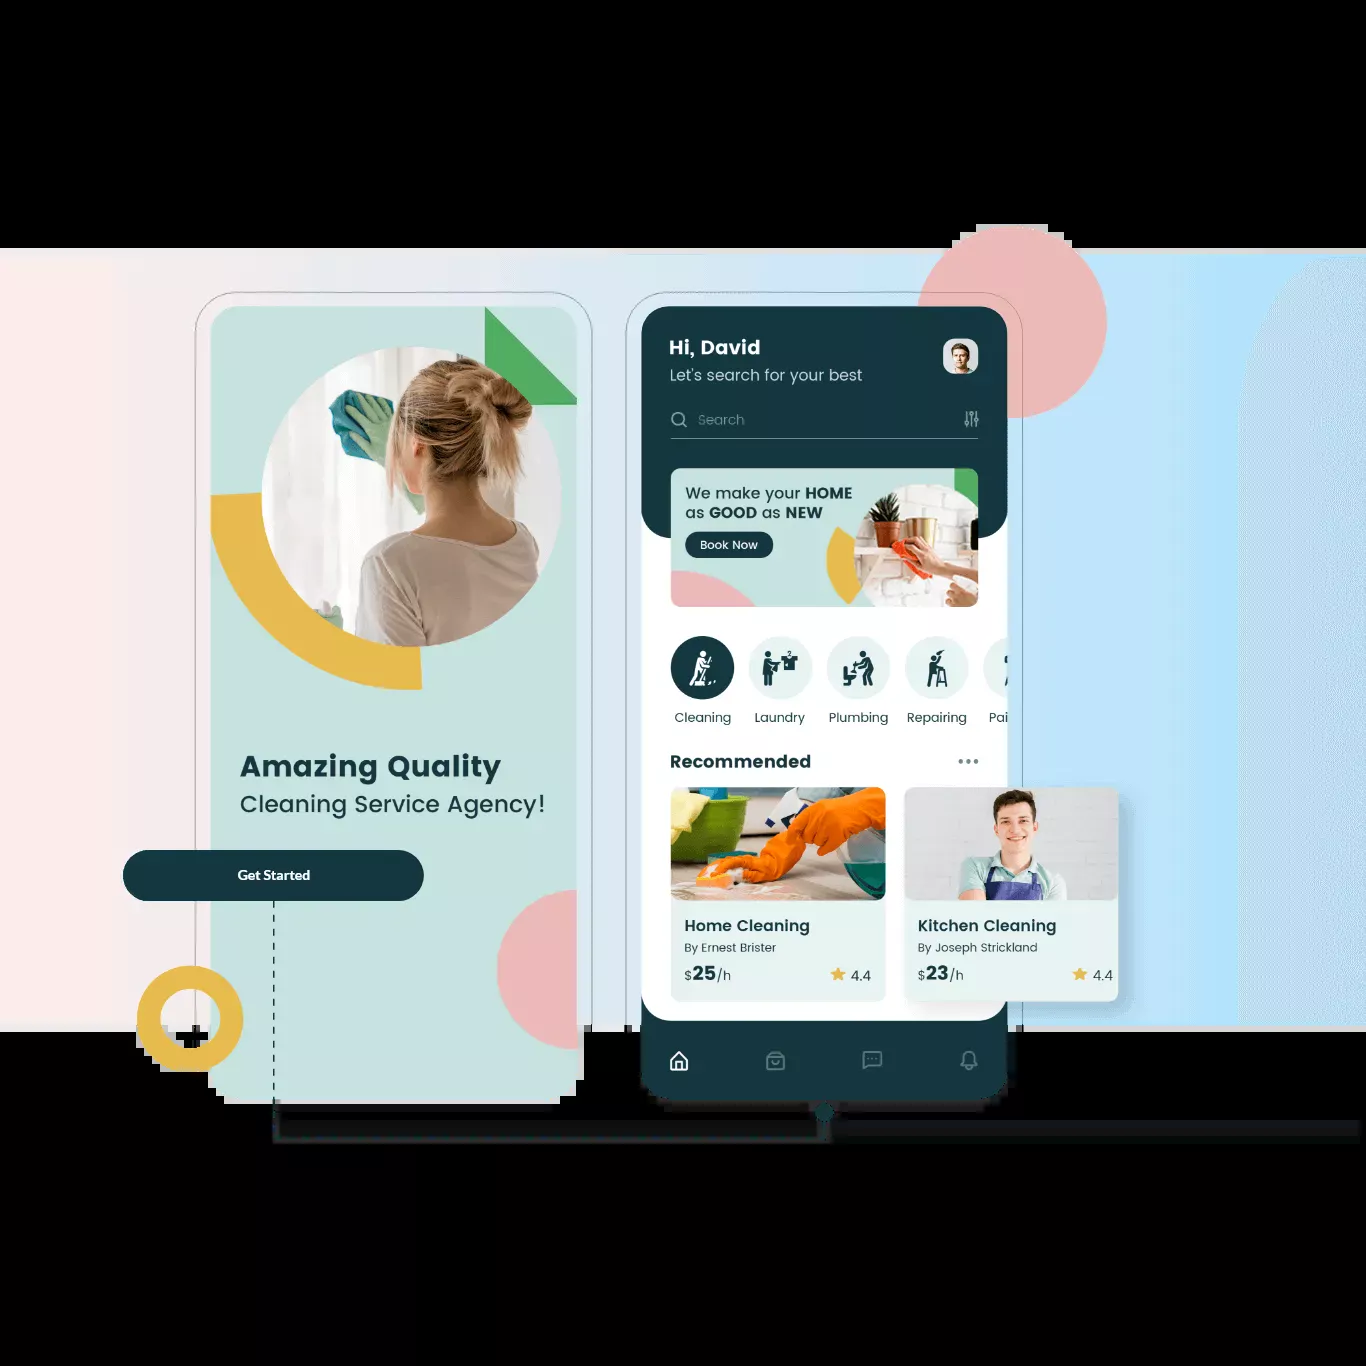 Amazing Quality
Cleaning Service Agency!
Get Started
Hi, David
Let's search for your best
Search
We make your HOME
as GOOD as NEW
Book Now
Cleaning
Laundry
Plumbing
Repairing
Pai
Recommended
Home Cleaning
By Ernest Brister
$25/h
4.4
Kitchen Cleaning
By Joseph Strickland
$23/h
4.4